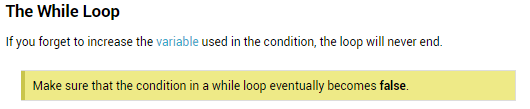 The While Loop
If you forget to increase the variable used in the condition, the loop will never end.
Make sure that the condition in a while loop eventually becomes false.